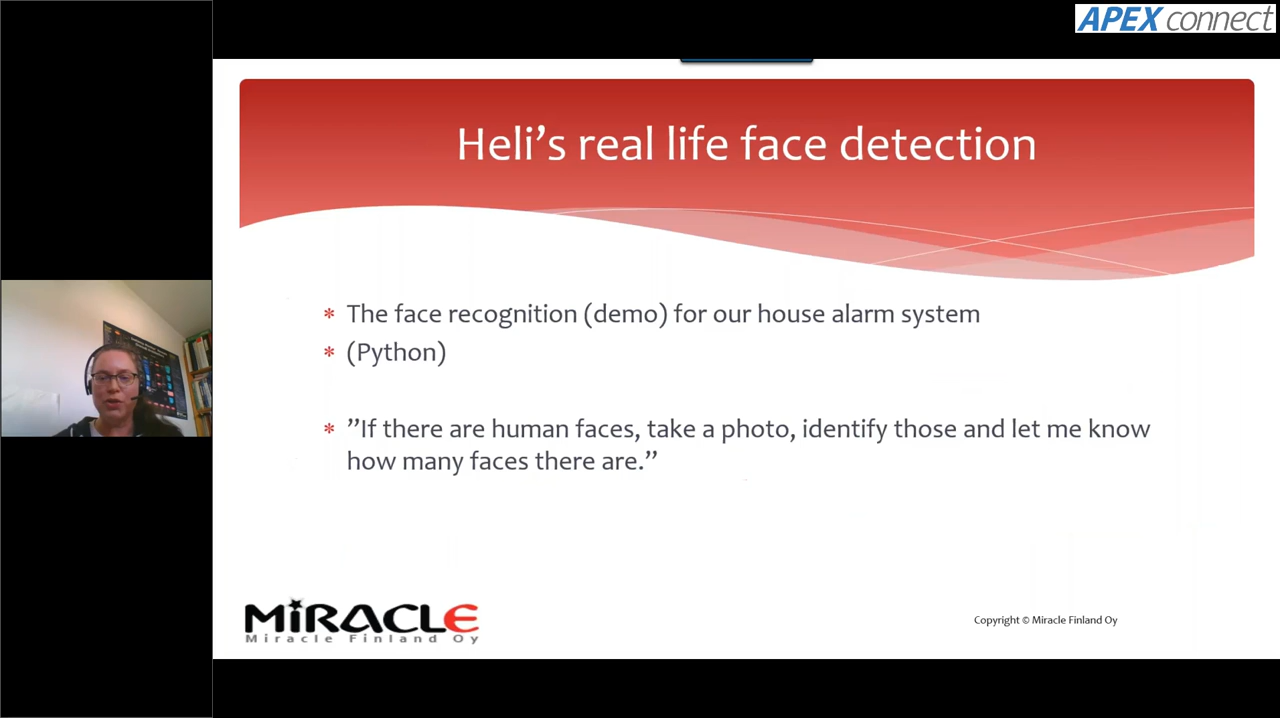 APEX connect
Heli’s real life face detection
* The face recognition (demo) for our house alarm system
* (Python)
* ”If there are human faces, take a photo, identify those and let me know
how many faces there are.”
MiRACLE
Miracle Finland Oy
Copyright © Miracle Finland Oy